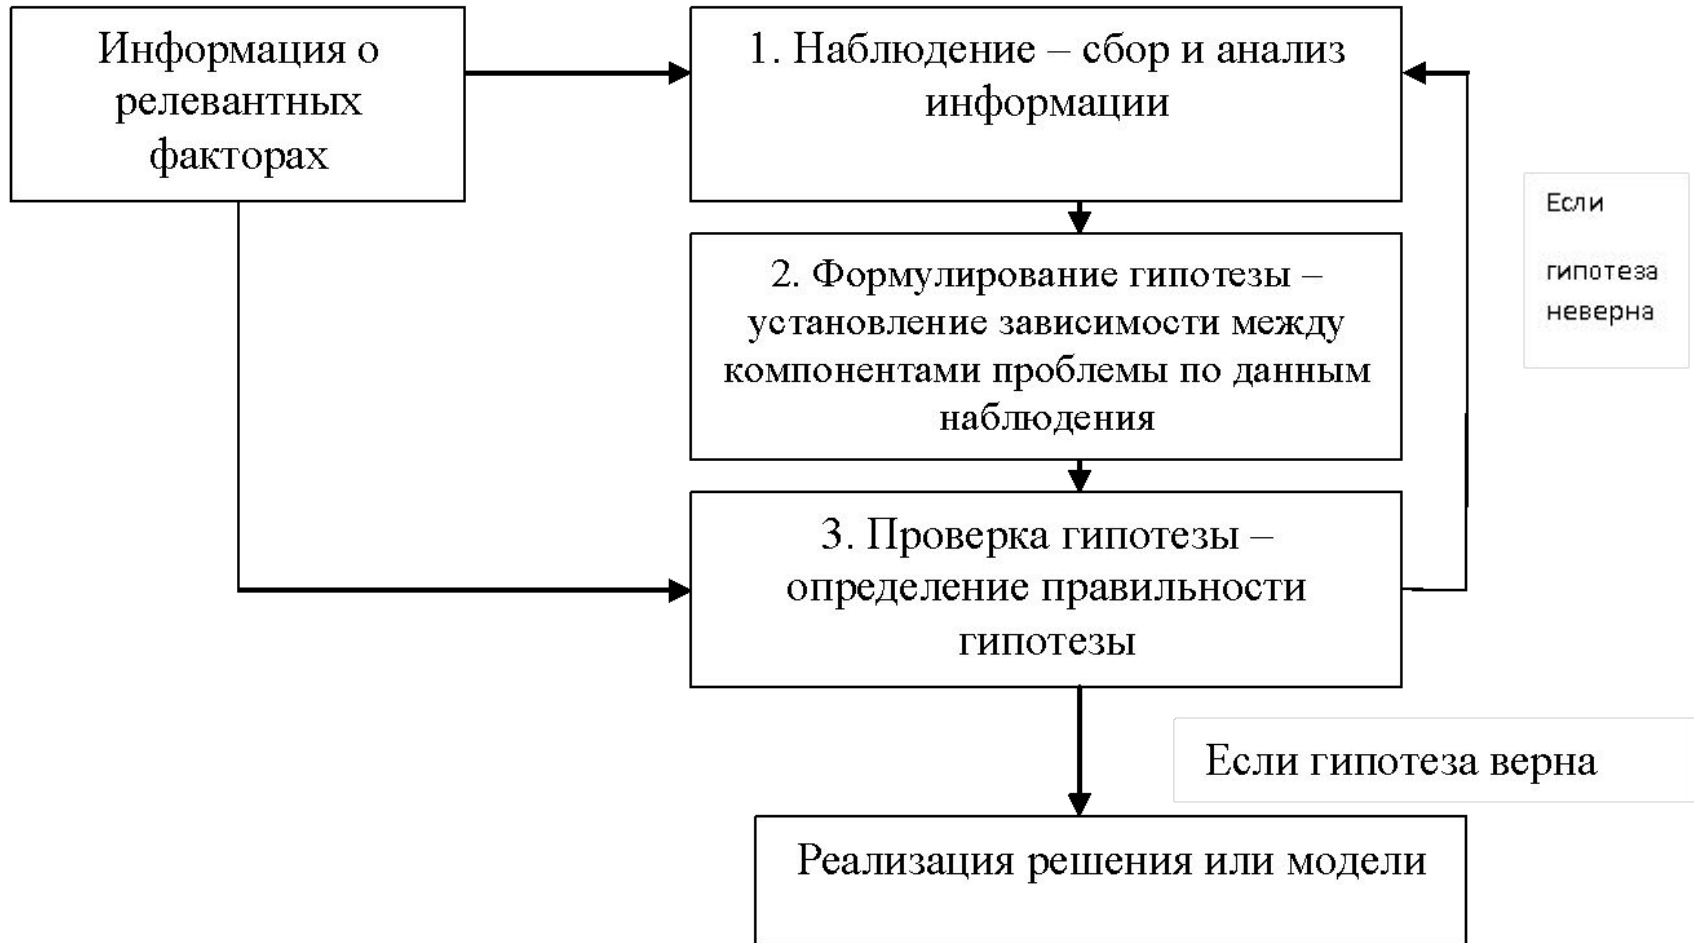 Информация о
релевантных
факторах
1. Наблюдение – сбор и анализ
информации
Если
гипотеза
неверна
2. Формулирование гипотезы –
установление зависимости между
компонентами проблемы по данным
наблюдения
3. Проверка гипотезы –
определение правильности
гипотезы
Если гипотеза верна
Реализация решения или модели